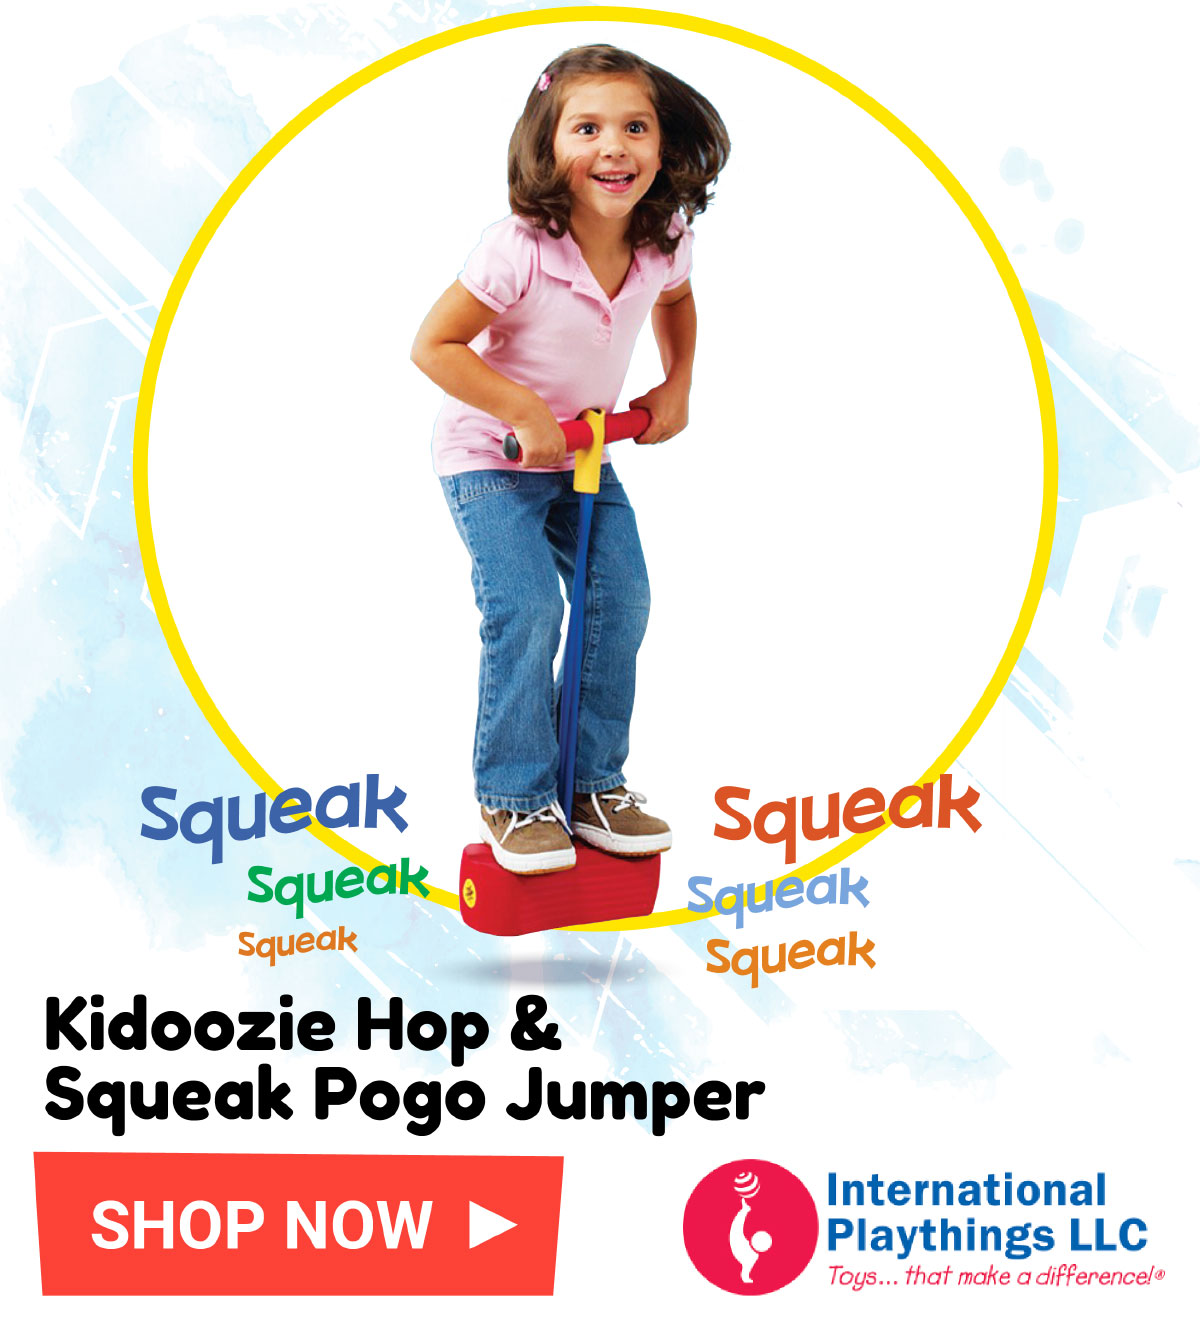 Squeak
Squeak
Squeak
Squeak
Squeak
Squeak
Kidoozie Hop &
Squeak Pogo Jumper
SHOP NOW ▶
International
Playthings LLC
Toys... that make a difference!®